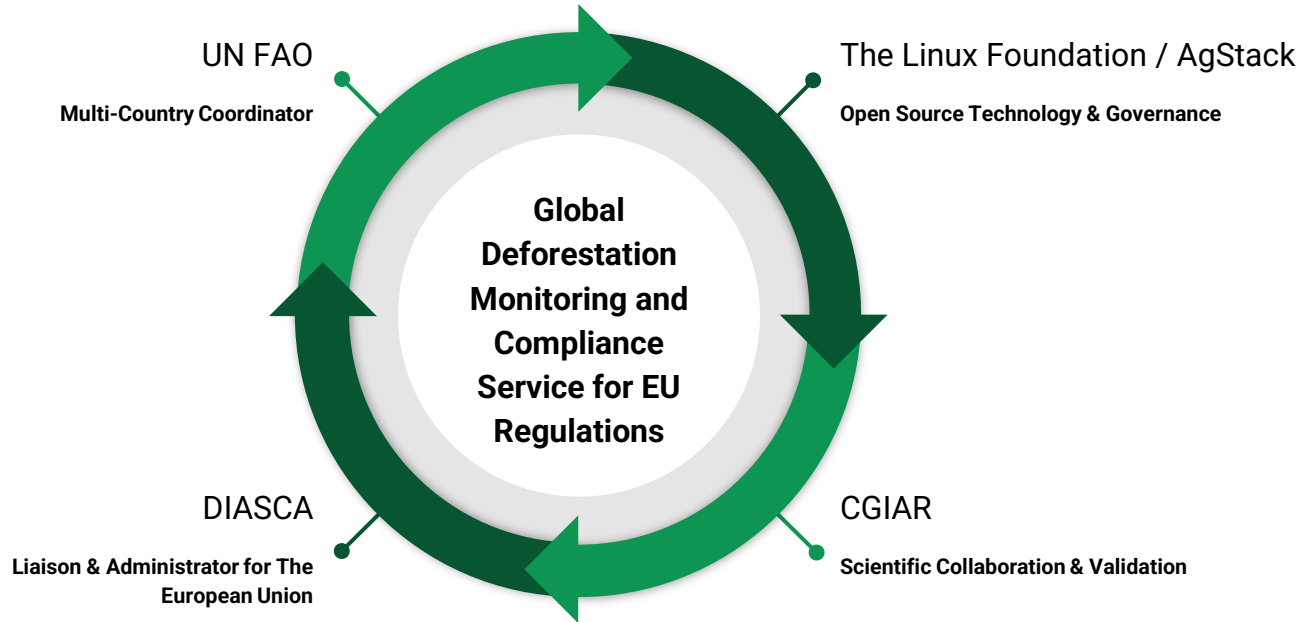 UN FAO
Multi-Country Coordinator
The Linux Foundation / AgStack
Open Source Technology & Governance
Global
Deforestation
Monitoring and
Compliance
Service for EU
Regulations
DIASCA
Liaison & Administrator for The
European Union
CGIAR
Scientific Collaboration & Validation